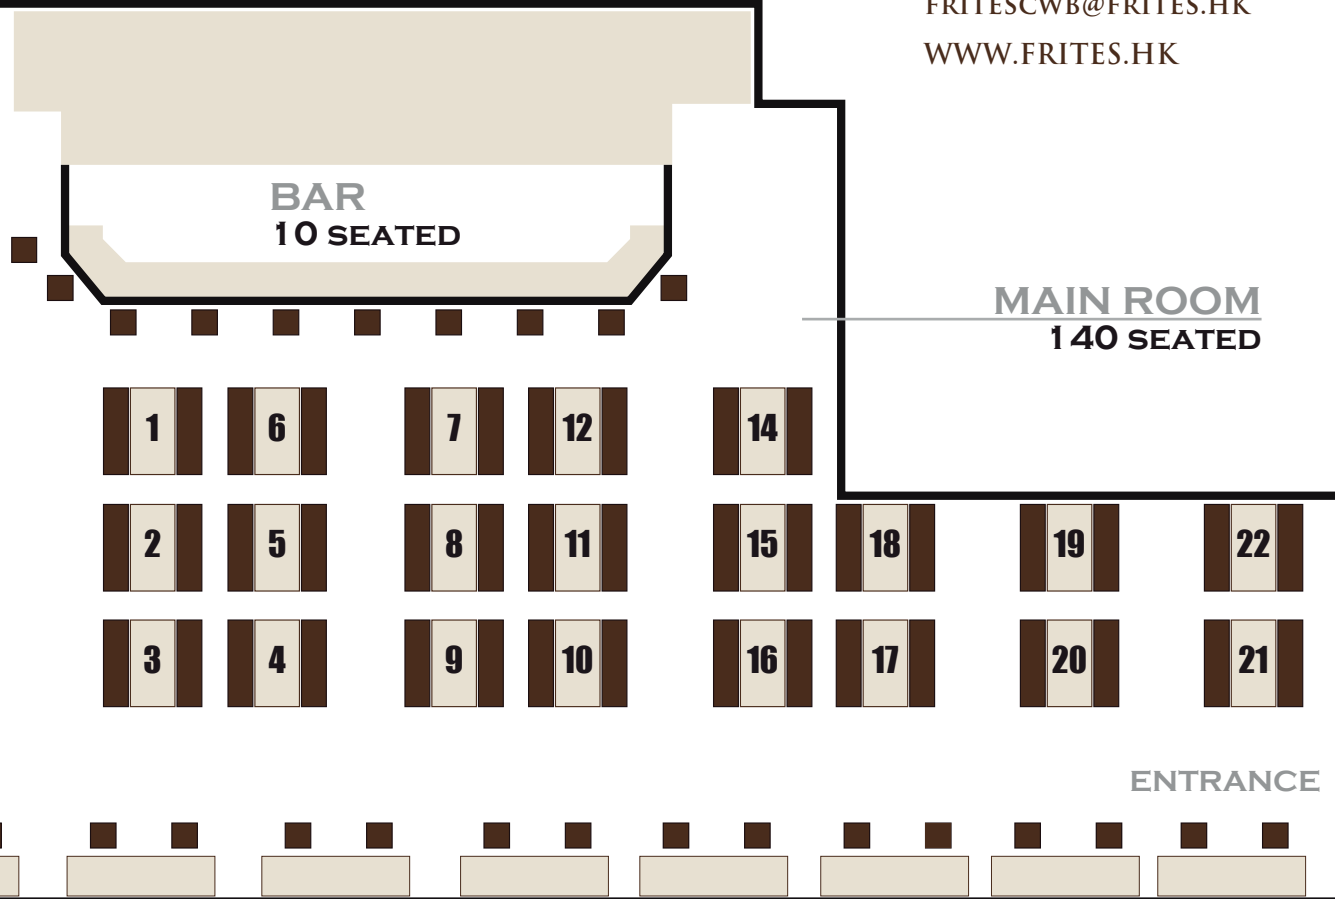 FRITESCWB@FRITES.HK
WWW.FRITES.HK
BAR
10 SEATED
MAIN ROOM
140 SEATED
1 6 7 12 14
2 5 8 11 15 18 19 22
3 4 9 10 16 17 20 21
ENTRANCE